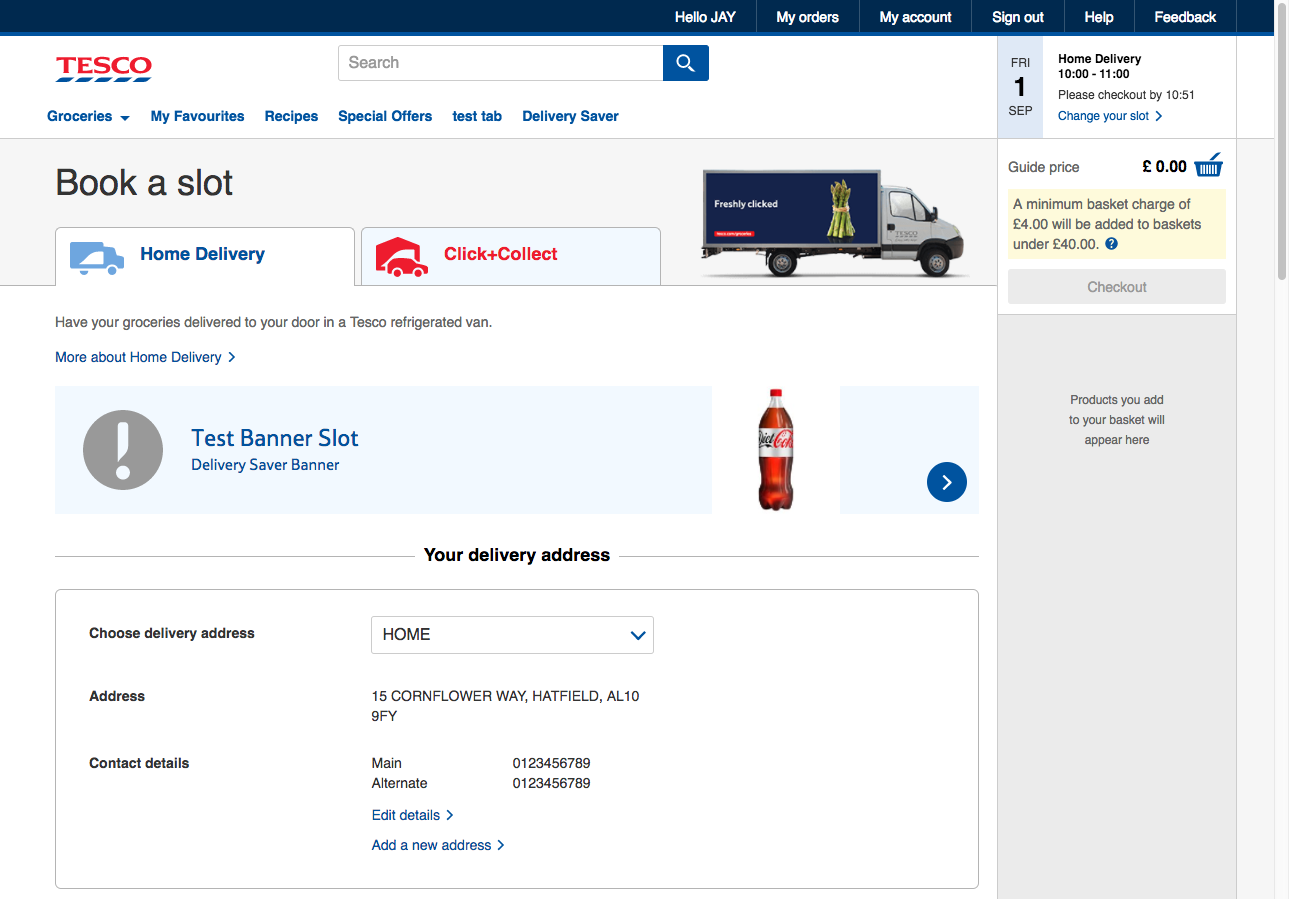 Hello JAY
My orders
My account
Sign out
Help
Feedback
TESCO
Search
Groceries
My Favourites
Recipes
Special Offers
test tab
Delivery Saver
FRI
1
SEP
Home Delivery
10:00 - 11:00
Please checkout by 10:51
Change your slot
Book a slot
Freshly clicked
tesco.com/groceries
TESCO
Home Delivery
Click+Collect
Guide price
£ 0.00
A minimum basket charge of
£4.00 will be added to baskets
under £40.00.
Checkout
Products you add
to your basket will
appear here
Have your groceries delivered to your door in a Tesco refrigerated van.
More about Home Delivery
Test Banner Slot
Delivery Saver Banner
Diet Coke
Your delivery address
Choose delivery address
HOME
Address
15 CORNFLOWER WAY, HATFIELD, AL10
9FY
Contact details
Main 0123456789
Alternate 0123456789
Edit details
Add a new address